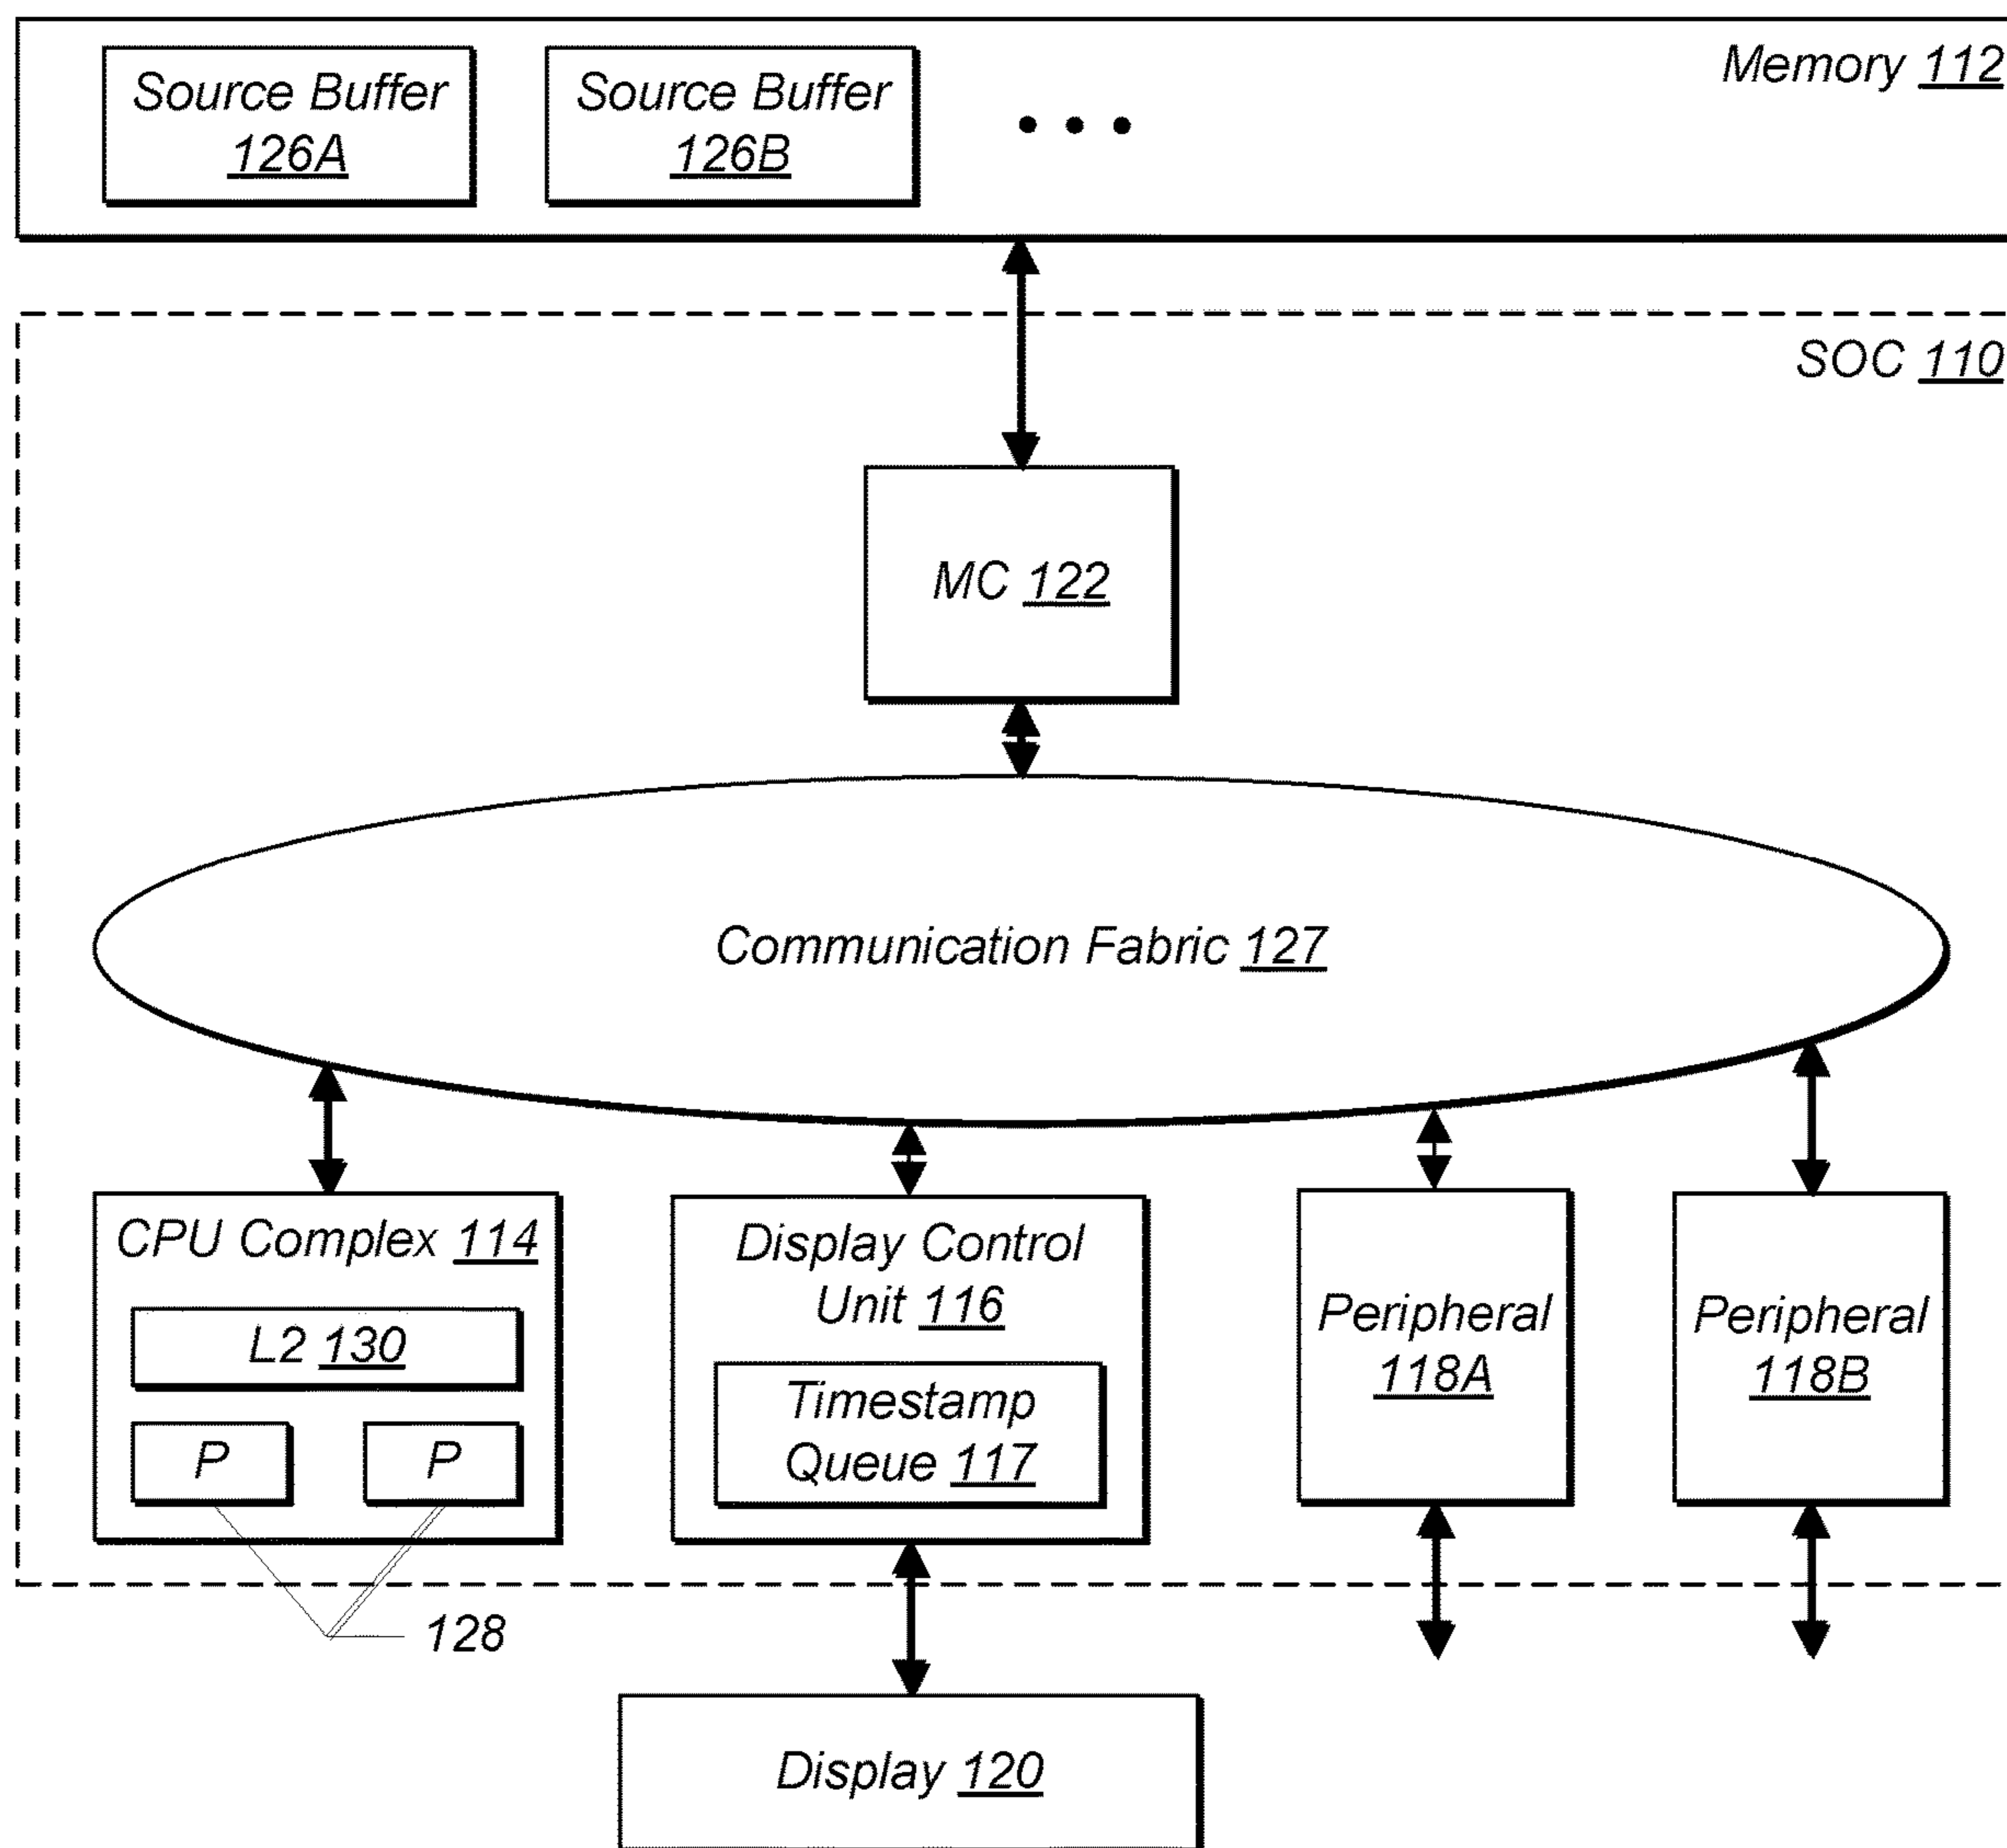 Source Buffer
126A
Source Buffer
126B
Memory 112
SOC 110
MC 122
Communication Fabric 127
CPU Complex 114
L2 130
P
P
Display Control
Unit 116
Timestamp
Queue 117
Peripheral
118A
Peripheral
118B
128
Display 120